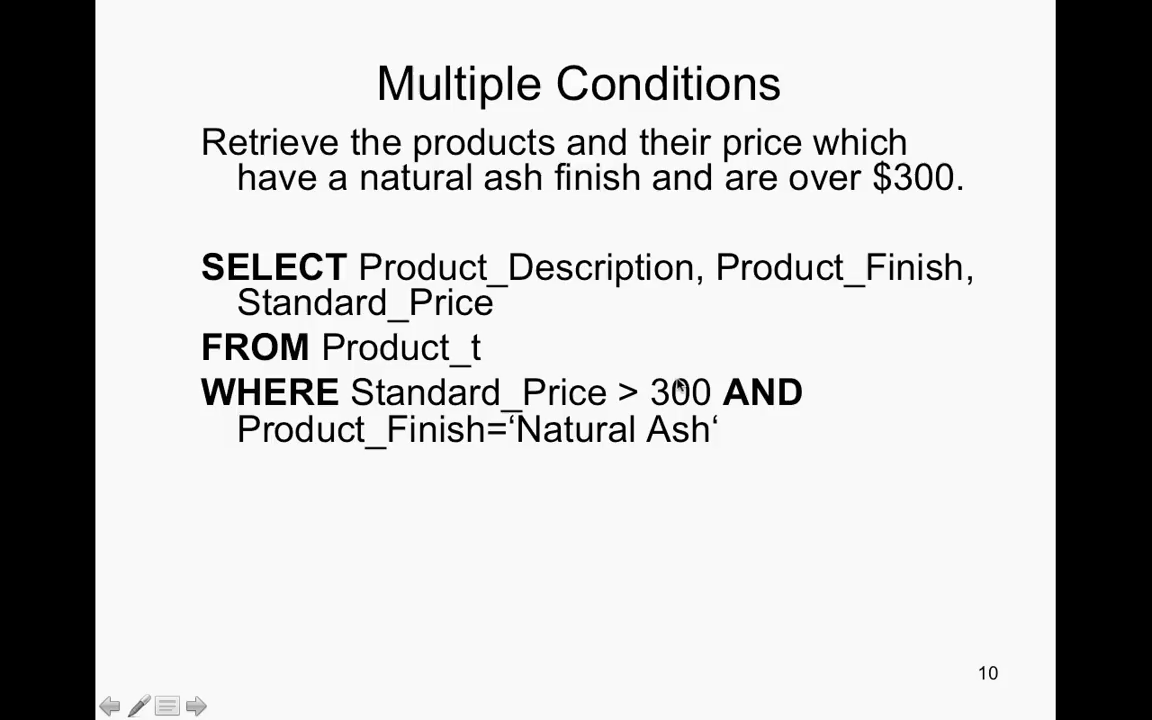 Multiple Conditions
Retrieve the products and their price which
have a natural ash finish and are over $300.
SELECT Product_Description, Product_Finish,
Standard_Price
FROM Product_t
WHERE Standard_Price > 300 AND
Product_Finish=‘Natural Ash‘
10